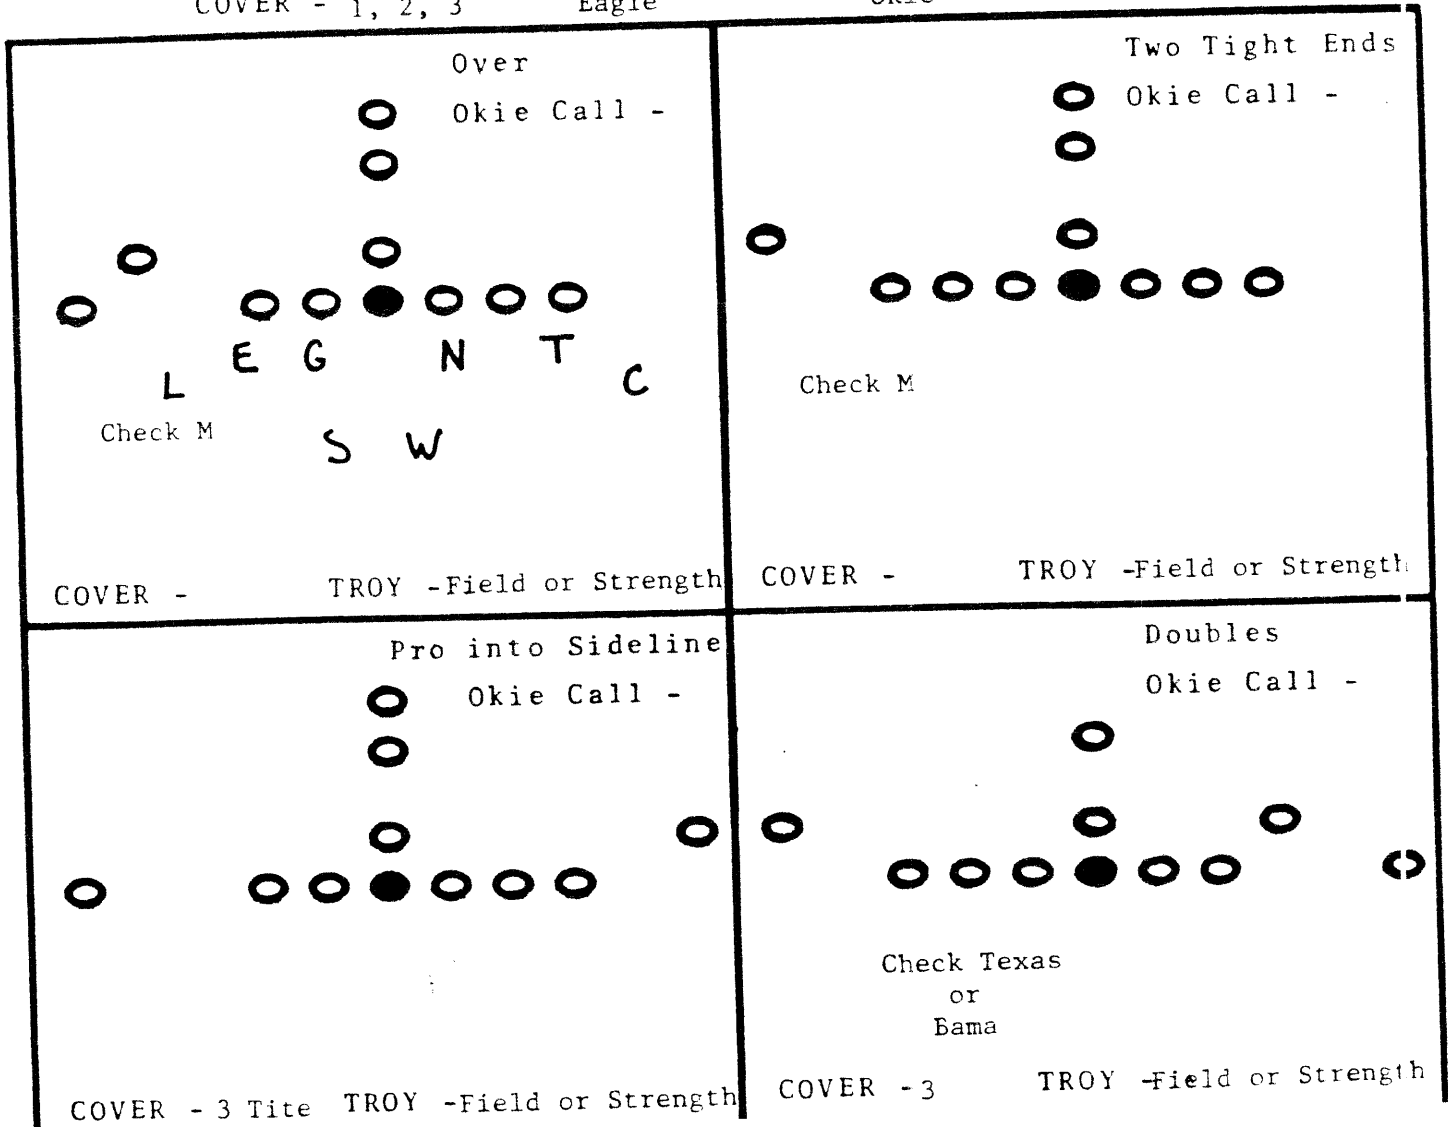 COVER - 1, 2, 3 Eagle
Over
Okie Call -
E G N T
L C
Check M
S W
COVER - TROY -Field or Strength
Two Tight Ends
Okie Call -
Check M
COVER - TROY -Field or Strength
Pro into Sideline
Okie Call -
COVER - 3 Tite TROY -Field or Strength
Doubles
Okie Call -
Check Texas
or
Bama
COVER -3 TROY -Field or Strength